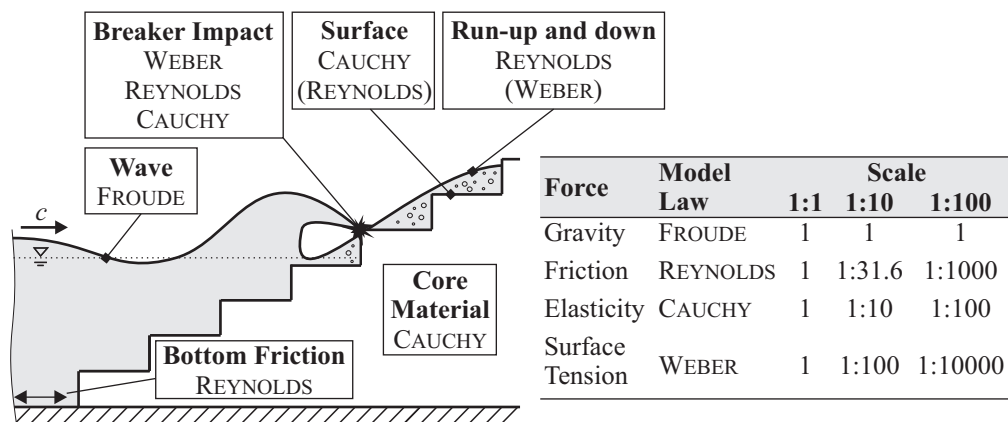 Breaker Impact
WEBER
REYNOLDS
CAUCHY
Surface
CAUCHY
(REYNOLDS)
Run-up and down
REYNOLDS
(WEBER)
Wave
FROUDE
c
Core
Material
CAUCHY
Bottom Friction
REYNOLDS
Force Model Law Scale
1:1 1:10 1:100
Gravity FROUDE 1 1 1
Friction REYNOLDS 1 1:31.6 1:1000
Elasticity CAUCHY 1 1:10 1:100
Surface
Tension WEBER 1 1:100 1:10000